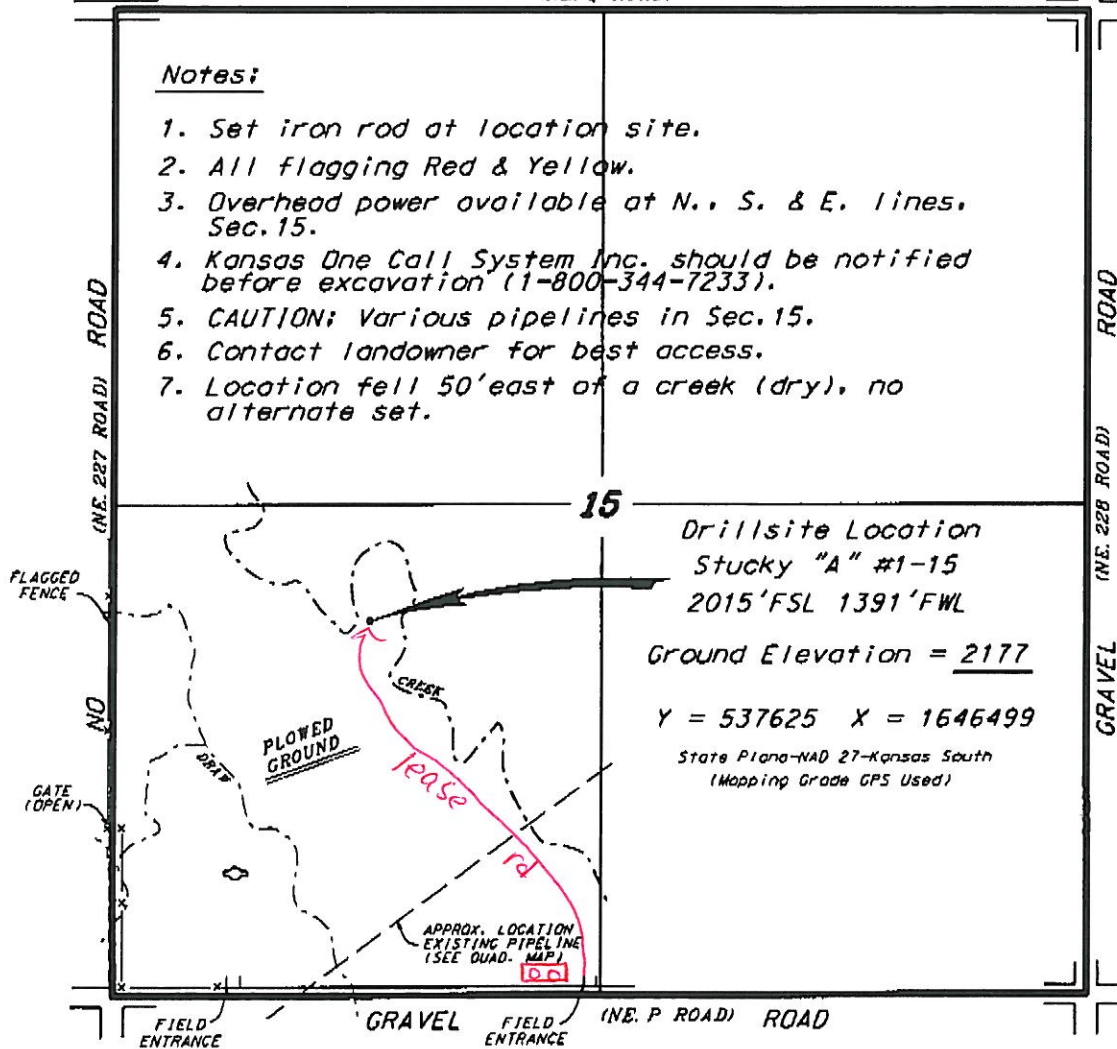 Notes:
1. Set iron rod at location site.
2. All flagging Red & Yellow.
3. Overhead power available at N., S. & E. lines,
Sec. 15.
4. Kansas One Call System Inc. should be notified
before excavation (1-800-344-7233).
5. CAUTION: Various pipelines in Sec. 15.
6. Contact landowner for best access.
7. Location fell 50' east of a creek (dry), no
alternate set.
NO ROAD
(NE. 227 ROAD)
GRAVEL ROAD
(NE. 228 ROAD)
15
Drillsite Location
Stucky "A" #1-15
2015' FSL 1391' FWL
Ground Elevation = 2177
Y = 537625 X = 1646499
State Plane-NAD 27-Kansas South
(Mapping Grade GPS Used)
FLAGGED
FENCE
CREEK
PLOWED
GROUND
DRAW
lease
rd
GATE
(OPEN)
APPROX. LOCATION
EXISTING PIPELINE
(SEE QUAD. MAP)
FIELD
ENTRANCE
GRAVEL
FIELD
ENTRANCE
(NE. P ROAD)
ROAD